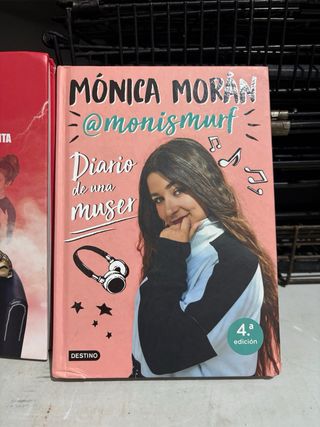 MÓNICA MORÁN
@monismurf
Diario
de una
muser
4.ª
edición
DESTINO